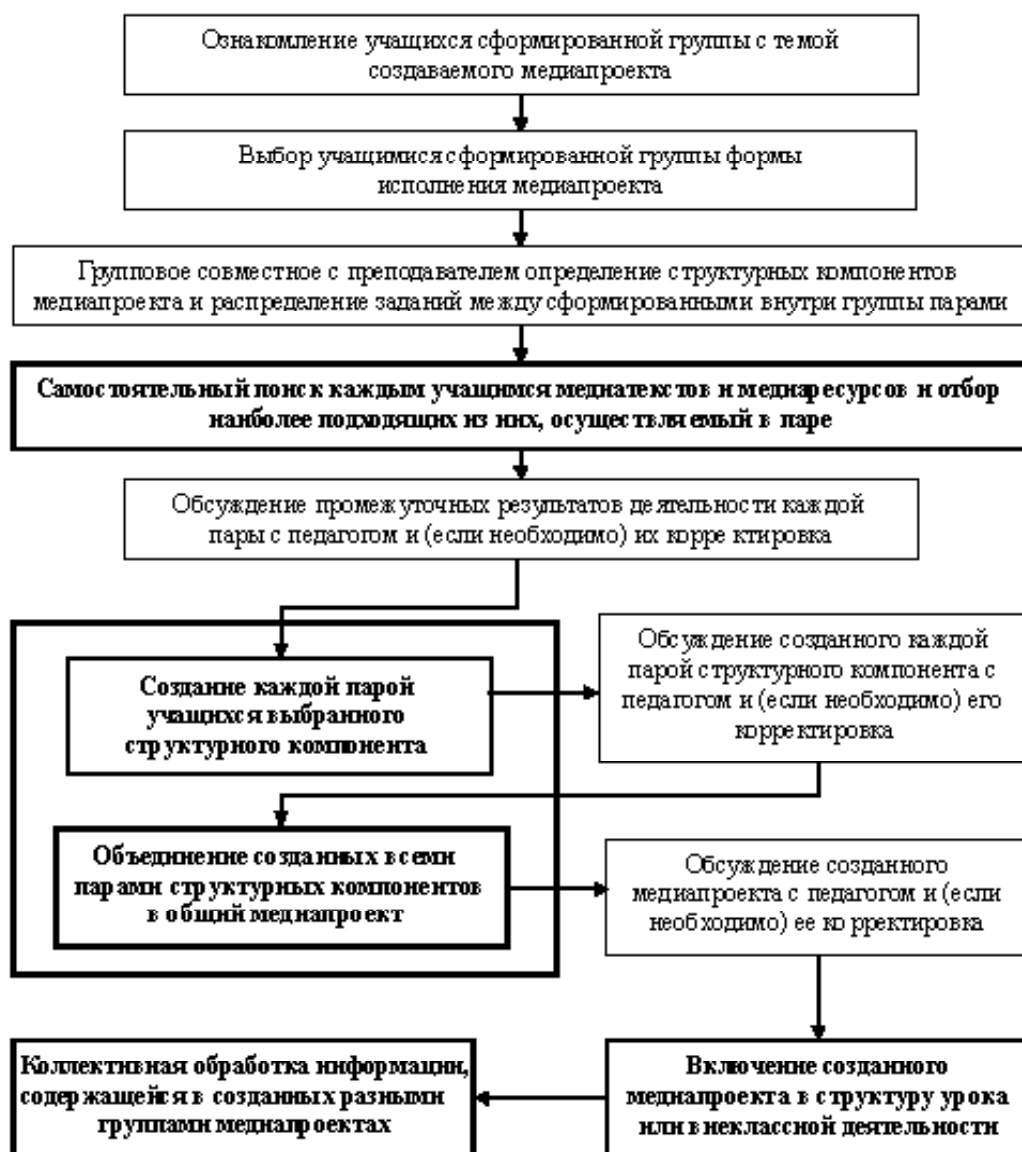 Ознакомление учащихся сформированной группы с темой
создаваемого медиапроекта
Выбор учащимися сформированной группы формы
исполнения медиапроекта
Групповое совместное с преподавателем определение структурных компонентов
медиапроекта и распределение заданий между сформированными внутри группы парами
Самостоятельный поиск каждым учащимся медиатекстов и медиаресурсов и отбор
наиболее подходящих из них, осуществляемый в паре
Обсуждение промежуточных результатов деятельности каждой
пары с педагогом и (если необходимо) их корректировка
Создание каждой парой
учащихся выбранного
структурного компонента
Обсуждение созданного каждой
парой структурного компонента с
педагогом и (если необходимо) его
корректировка
Объединение созданных всеми
парами структурных компонентов
в общий медиапроект
Обсуждение созданного
медиапроекта с педагогом и (если
необходимо) ее корректировка
Коллективная обработка информации,
содержащейся в созданных разными
группами медиапроектах
Включение созданного
медиапроекта в структуру урока
или внеклассной деятельности